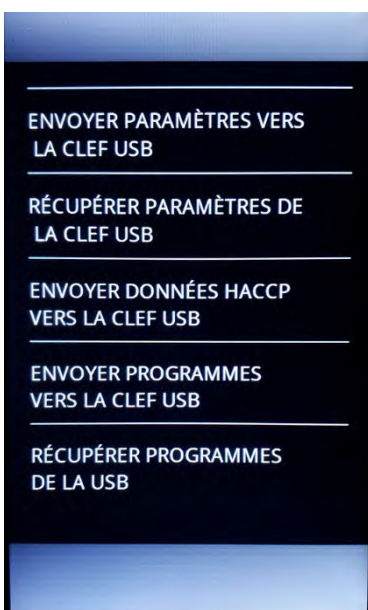 ENVOYER PARAMÈTRES VERS
LA CLEF USB
RÉCUPÉRER PARAMÈTRES DE
LA CLEF USB
ENVOYER DONNÉES HACCP
VERS LA CLEF USB
ENVOYER PROGRAMMES
VERS LA CLEF USB
RÉCUPÉRER PROGRAMMES
DE LA USB